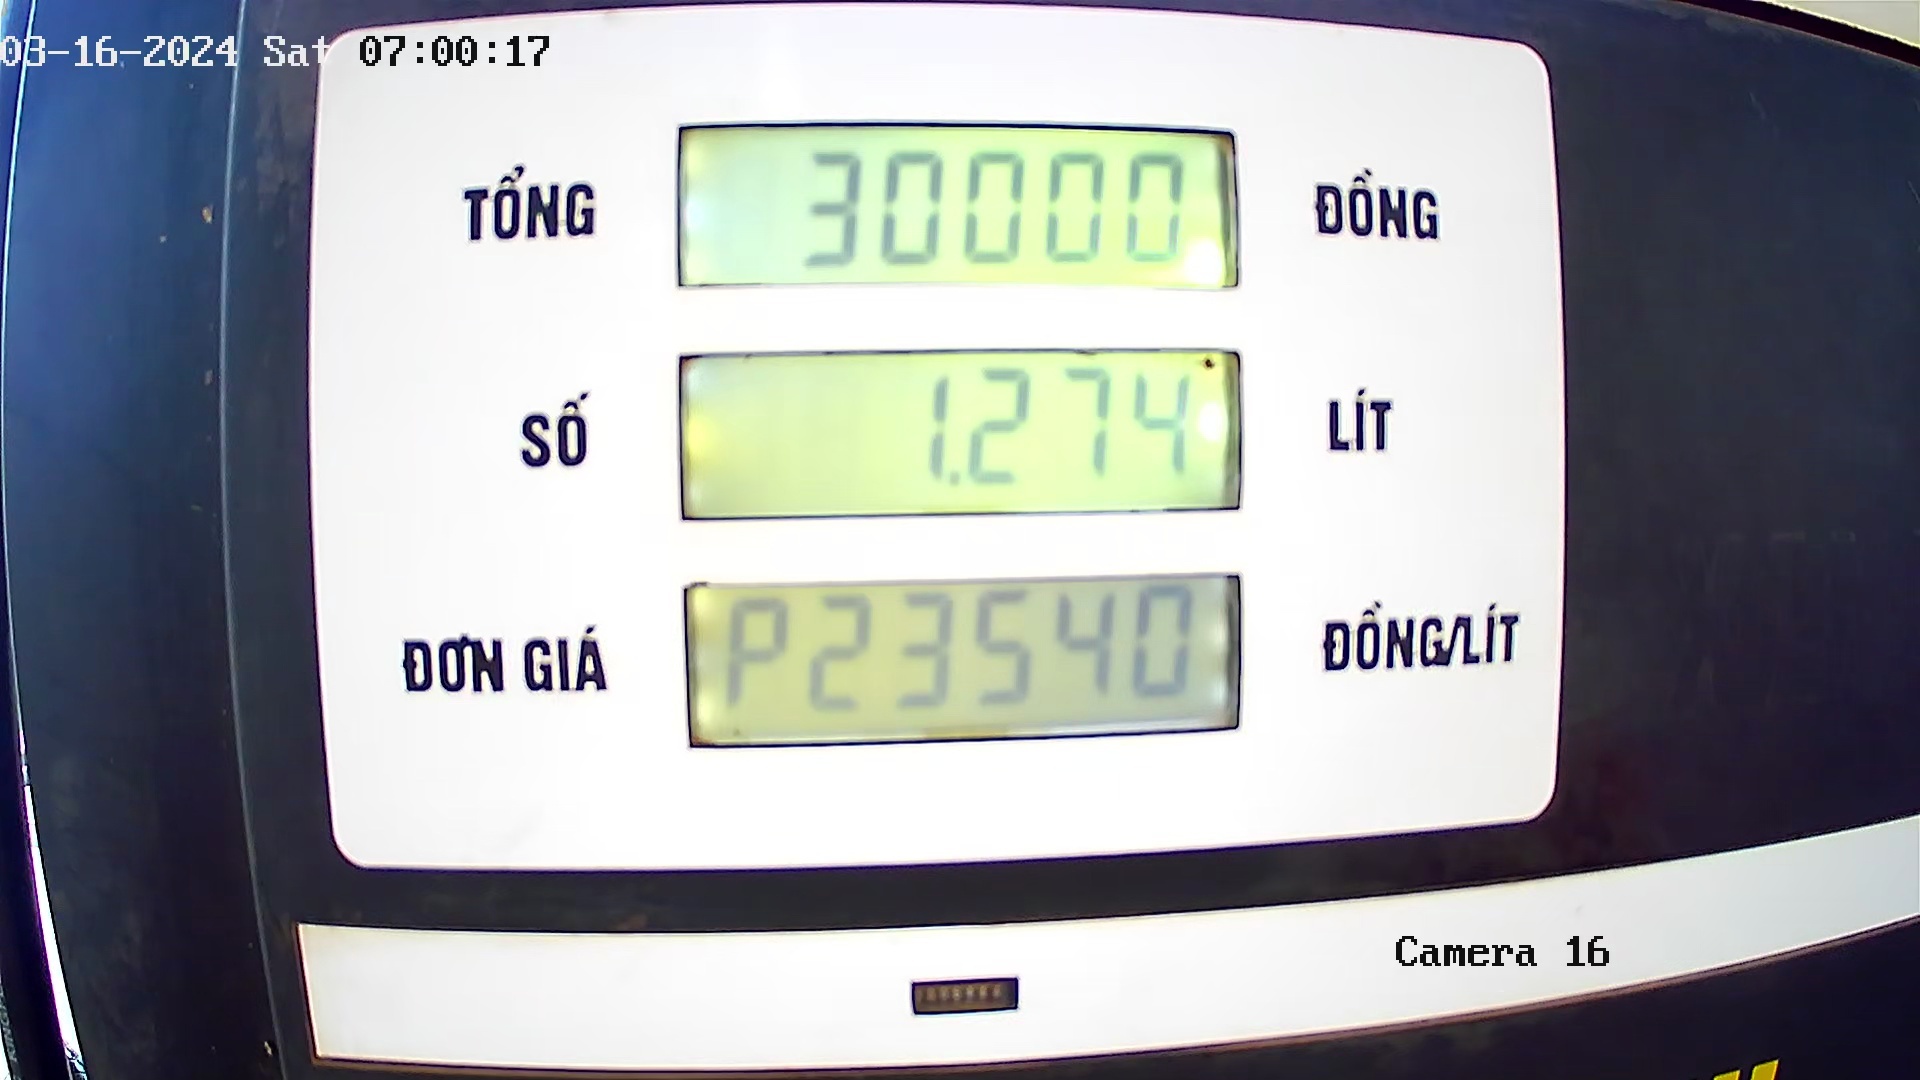 03-16-2024 Sat 07:00:17
TỔNG 30000 ĐỒNG
SỐ 1.274 LÍT
ĐƠN GIÁ P23540 ĐỒNG/LÍT
Camera 16